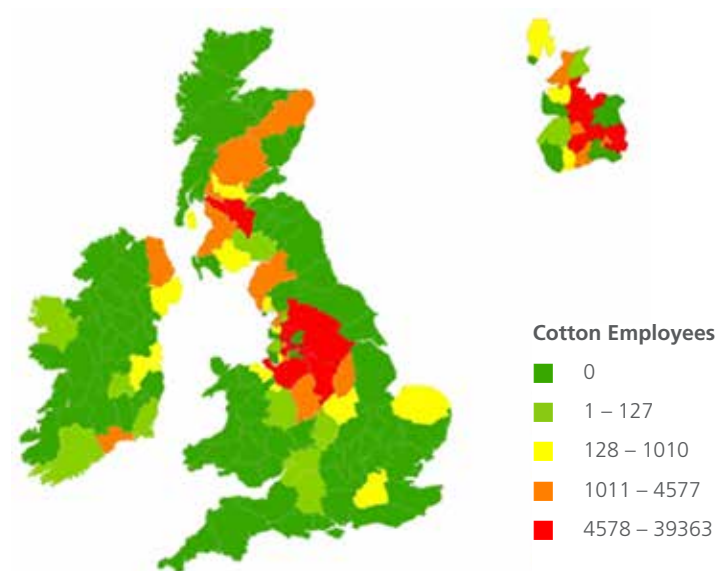 Cotton Employees
0
1 – 127
128 – 1010
1011 – 4577
4578 – 39363